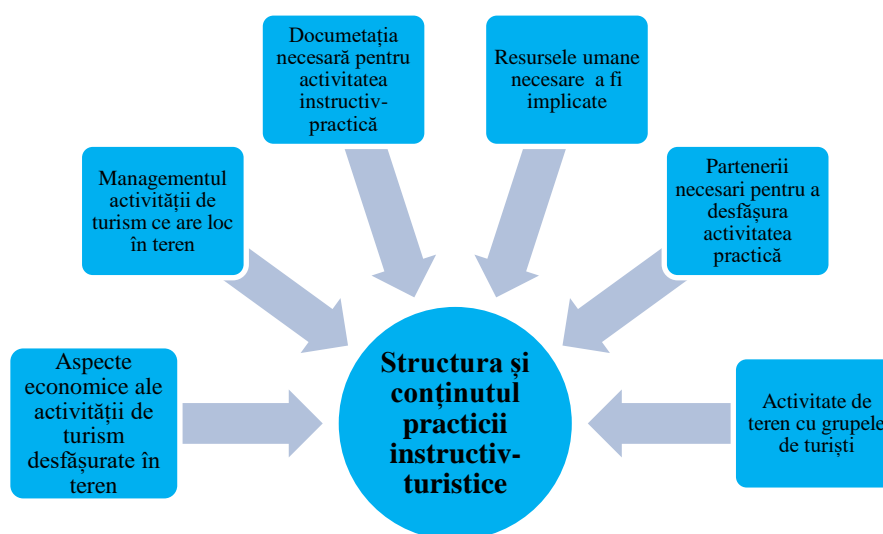 Documetația
necesară pentru
activitatea
instructiv-
practică
Resursele umane
necesare a fi
implicate
Managementul
activității de
turism ce are loc
în teren
Partenerii
necesari pentru a
desfășura
activitatea
practică
Aspecte
economice ale
activității de
turism
desfășurate în
teren
Structura și
conținutul
practicii
instructiv-
turistice
Activitate de
teren cu grupele
de turiști